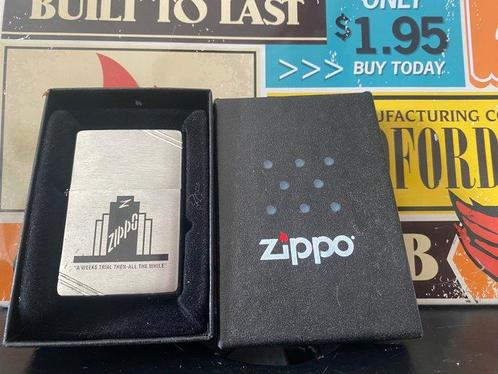 BUILT TO LAST
ONLY
$1.95
>>> BUY TODAY
UFACTURING CO
FORD
B
Z
ZIPPO
"A WEEKS TRIAL THEN-ALL THE WHILE"
zippo